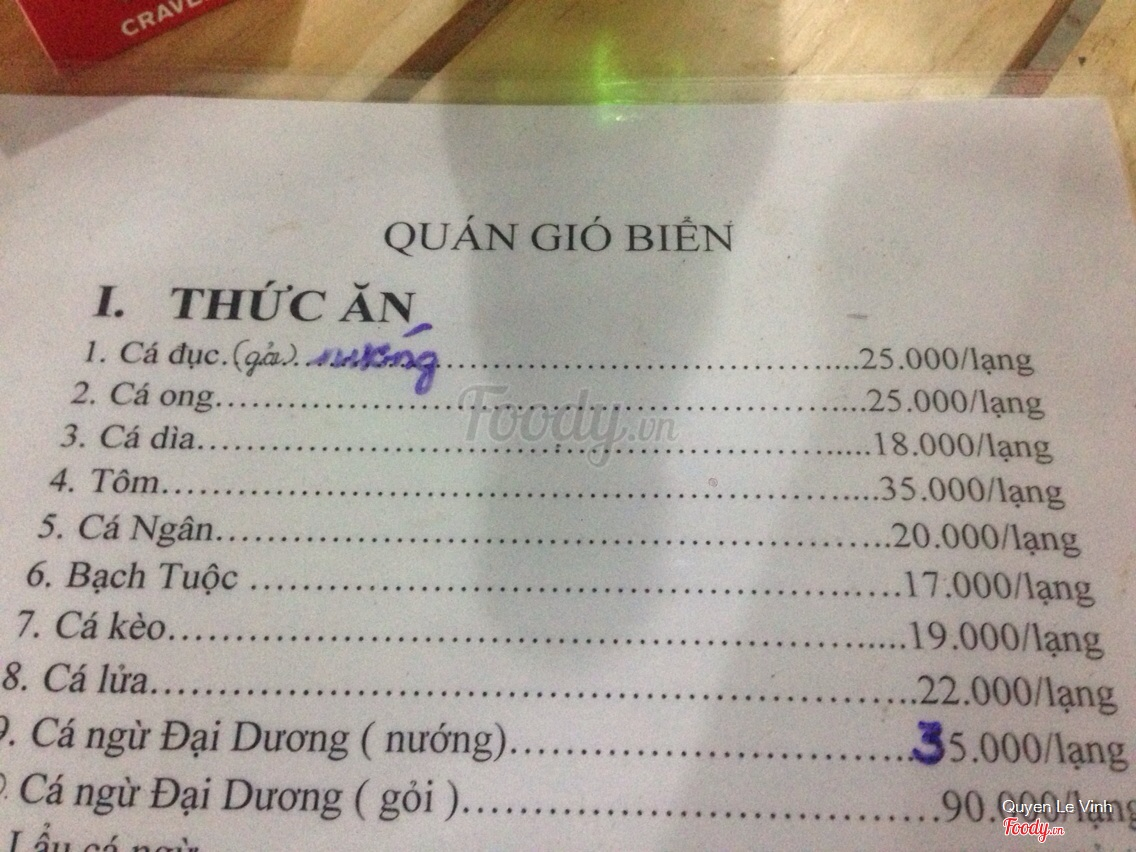 CRAVE
QUÁN GIÓ BIỂN
I. THỨC ĂN
1. Cá đục.(gỏi)..nướng..............................25.000/lạng
2. Cá ong..............................25.000/lạng
Foody.vn
3. Cá dìa..............................18.000/lạng
4. Tôm..............................35.000/lạng
5. Cá Ngân..............................20.000/lạng
6. Bạch Tuộc ..............................17.000/lạng
7. Cá kèo..............................19.000/lạng
8. Cá lửa..............................22.000/lạng
9. Cá ngừ Đại Dương ( nướng)..............................35.000/lạng
Cá ngừ Đại Dương ( gỏi )..............................90.000/lạng
Quyen Le Vinh
Foody.vn
Lẩu cá ngừ